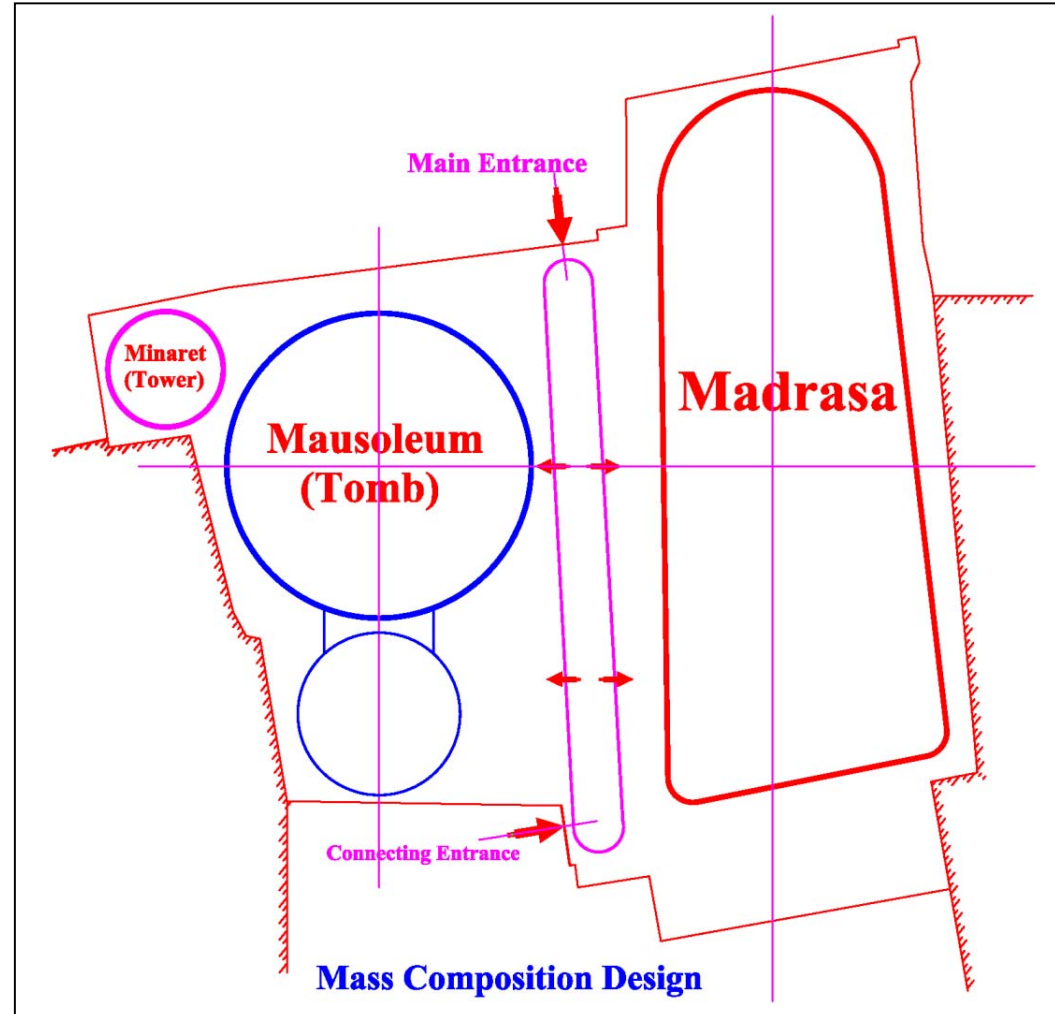 Main Entrance
Minaret
(Tower)
Mausoleum
(Tomb)
Madrasa
Connecting Entrance
Mass Composition Design